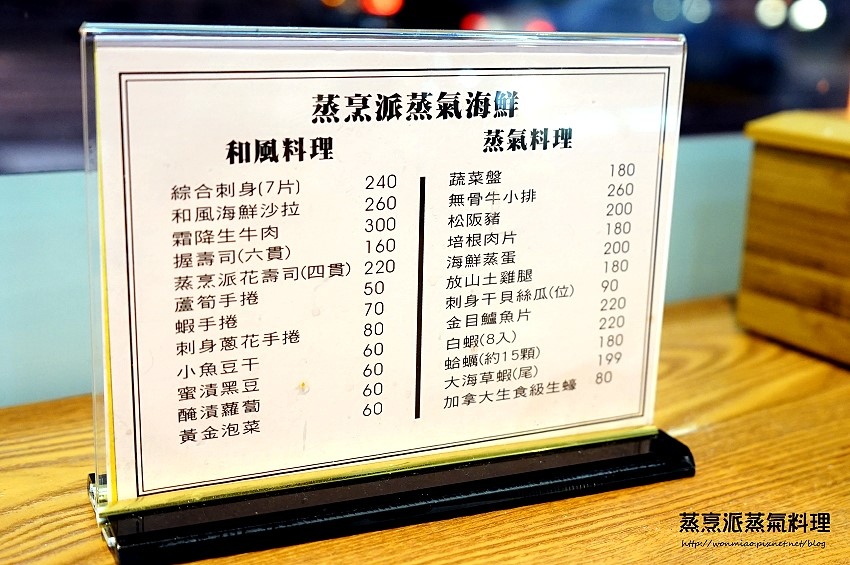 蒸烹派蒸氣海鮮
和風料理
綜合刺身(7片) 240
和風海鮮沙拉 260
霜降生牛肉 300
握壽司(六貫) 160
蒸烹派花壽司(四貫) 220
蘆筍手捲 50
蝦手捲 70
刺身蔥花手捲 80
小魚豆干 60
蜜漬黑豆 60
醃漬蘿蔔 60
黃金泡菜 60
蒸氣料理
蔬菜盤 180
無骨牛小排 260
松阪豬 200
培根肉片 180
海鮮蒸蛋 200
放山土雞腿 180
刺身干貝絲瓜(位) 90
金目鱸魚片 220
白蝦(8入) 220
蛤蠣(約15顆) 180
大海草蝦(尾) 199
加拿大生食級生蠔 80
蒸烹派蒸氣料理
http://wonmiao.pixnet.net/blog